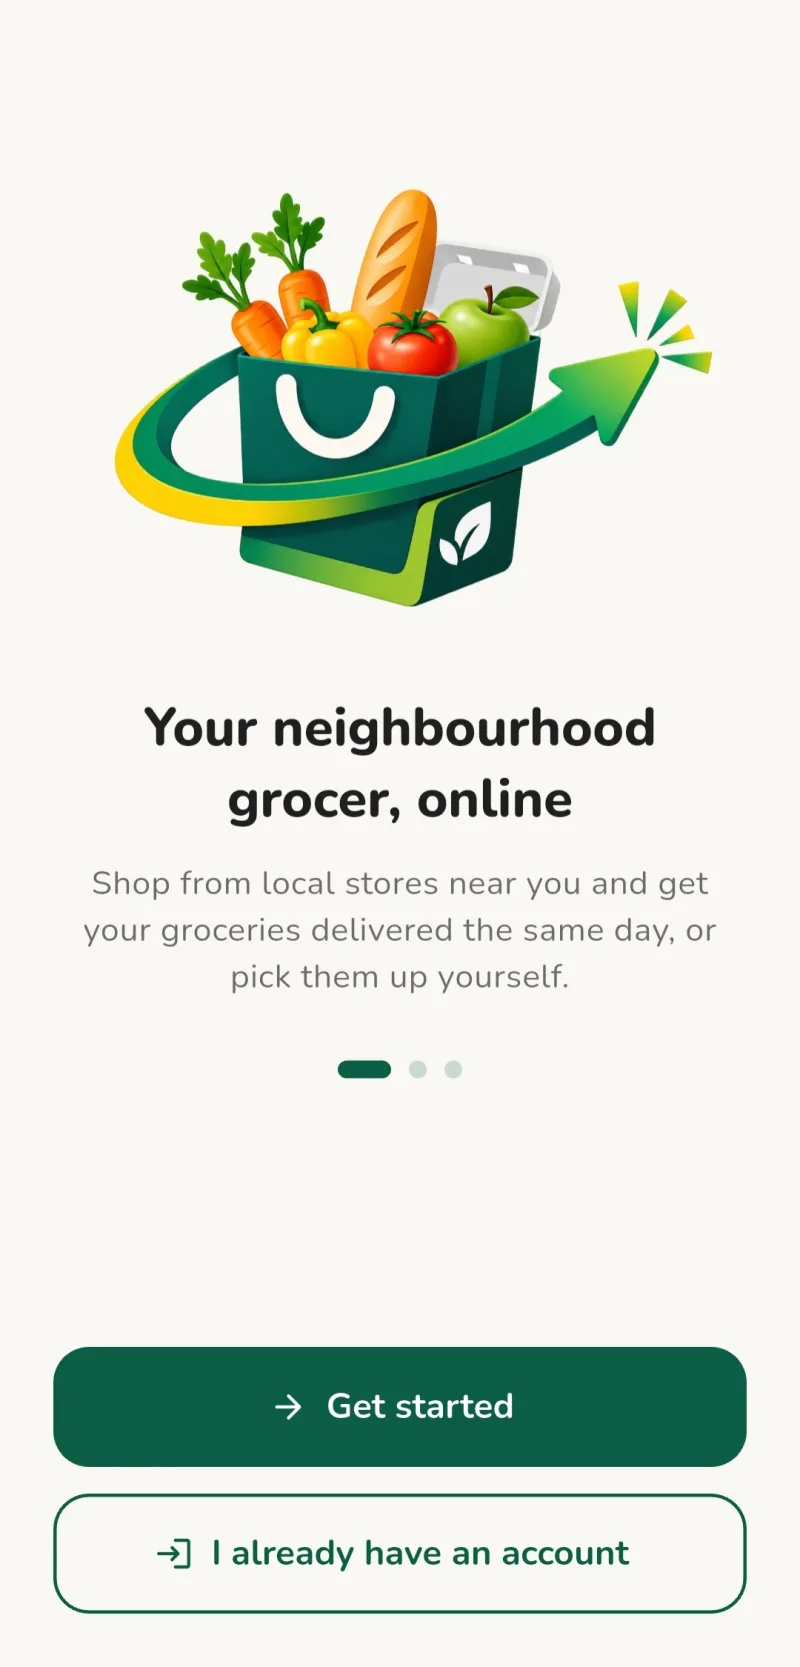 Your neighbourhood
grocer, online
Shop from local stores near you and get
your groceries delivered the same day, or
pick them up yourself.
Get started
I already have an account